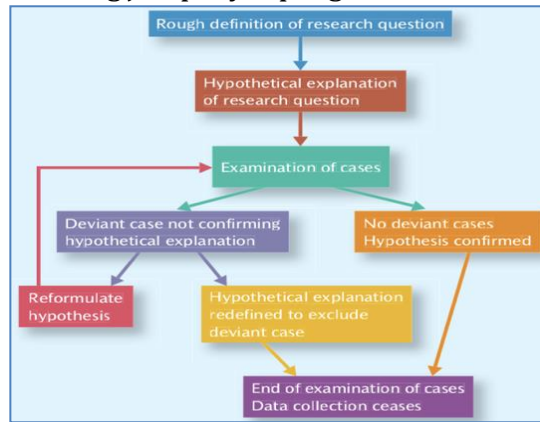 Rough definition of research question
Hypothetical explanation
of research question
Examination of cases
Deviant case not confirming
hypothetical explanation
No deviant cases
Hypothesis confirmed
Reformulate
hypothesis
Hypothetical explanation
redefined to exclude
deviant case
End of examination of cases
Data collection ceases